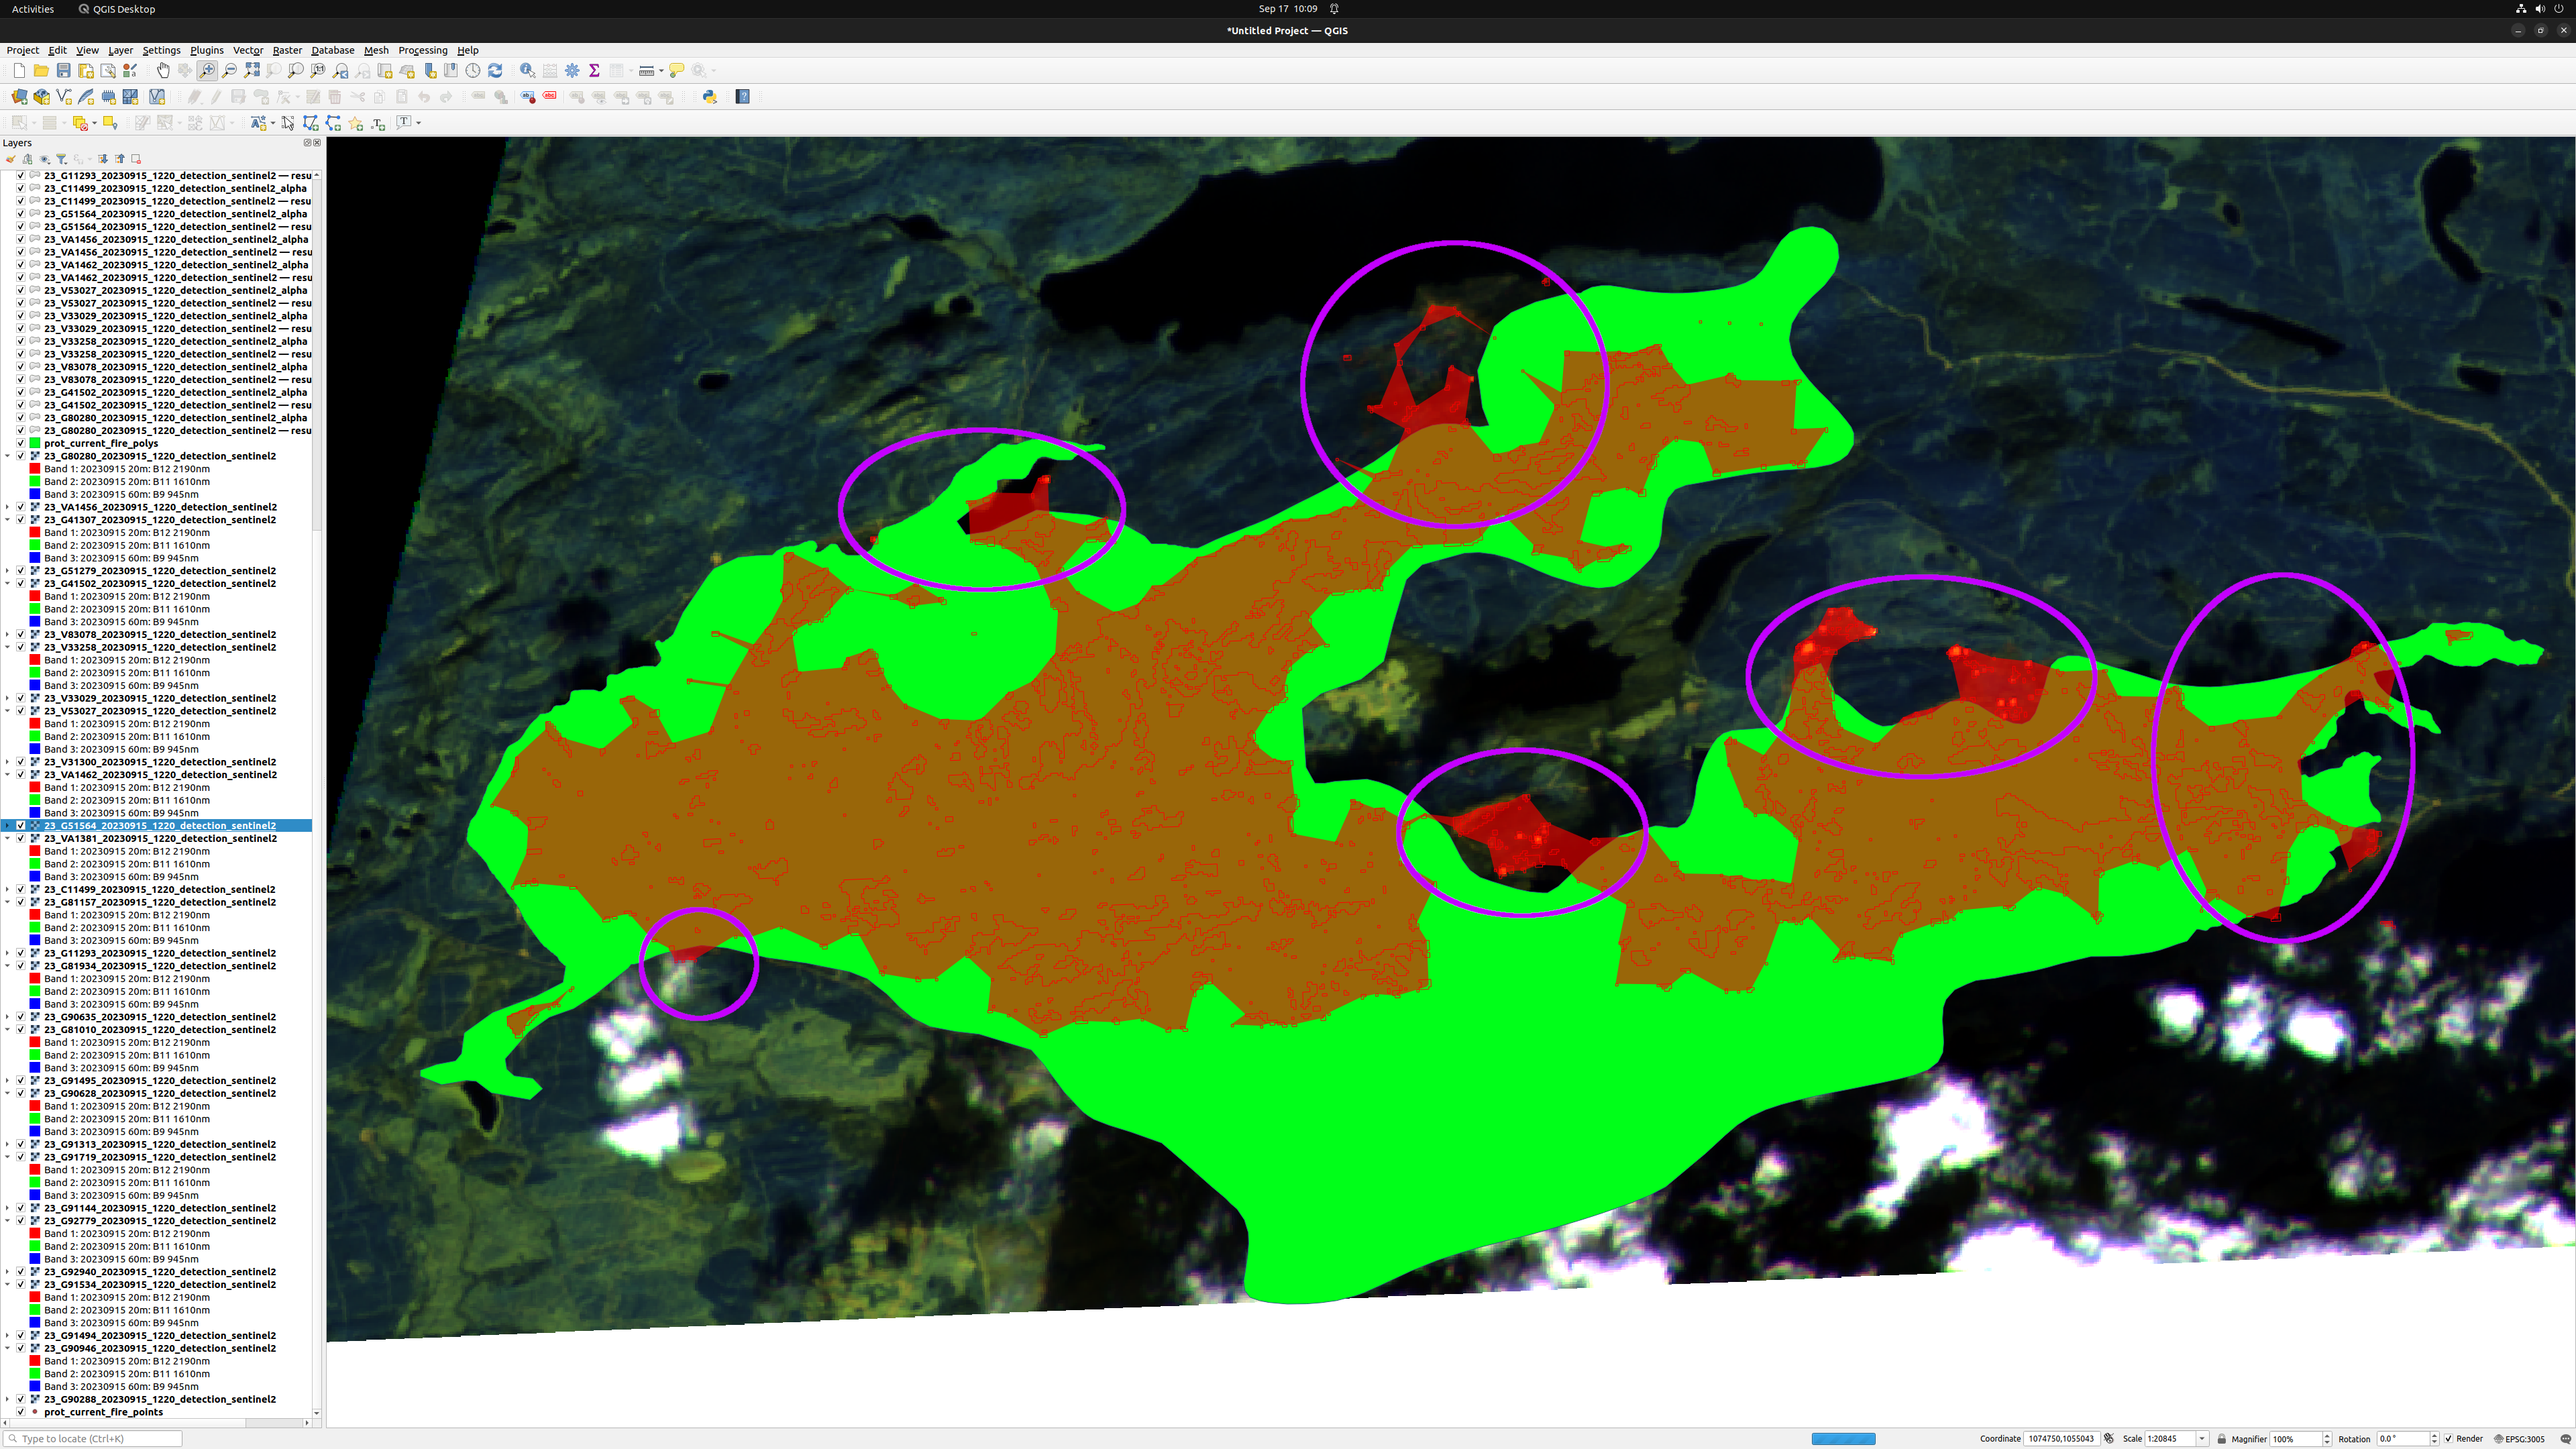 Activities QGIS Desktop Sep 17 10:09
*Untitled Project — QGIS
Project Edit View Layer Settings Plugins Vector Raster Database Mesh Processing Help
Layers
23_G11293_20230915_1220_detection_sentinel2 — resu
23_C11499_20230915_1220_detection_sentinel2_alpha
23_C11499_20230915_1220_detection_sentinel2 — resu
23_G51564_20230915_1220_detection_sentinel2_alpha
23_G51564_20230915_1220_detection_sentinel2 — resu
23_VA1456_20230915_1220_detection_sentinel2_alpha
23_VA1456_20230915_1220_detection_sentinel2 — resu
23_VA1462_20230915_1220_detection_sentinel2_alpha
23_VA1462_20230915_1220_detection_sentinel2 — resu
23_V53027_20230915_1220_detection_sentinel2_alpha
23_V53027_20230915_1220_detection_sentinel2 — resu
23_V33029_20230915_1220_detection_sentinel2_alpha
23_V33029_20230915_1220_detection_sentinel2 — resu
23_V33258_20230915_1220_detection_sentinel2_alpha
23_V33258_20230915_1220_detection_sentinel2 — resu
23_V83078_20230915_1220_detection_sentinel2_alpha
23_V83078_20230915_1220_detection_sentinel2 — resu
23_G41502_20230915_1220_detection_sentinel2_alpha
23_G41502_20230915_1220_detection_sentinel2 — resu
23_G80280_20230915_1220_detection_sentinel2_alpha
23_G80280_20230915_1220_detection_sentinel2 — resu
prot_current_fire_polys
23_G80280_20230915_1220_detection_sentinel2
Band 1: 20230915 20m: B12 2190nm
Band 2: 20230915 20m: B11 1610nm
Band 3: 20230915 60m: B9 945nm
23_VA1456_20230915_1220_detection_sentinel2
23_G41307_20230915_1220_detection_sentinel2
Band 1: 20230915 20m: B12 2190nm
Band 2: 20230915 20m: B11 1610nm
Band 3: 20230915 60m: B9 945nm
23_G51279_20230915_1220_detection_sentinel2
23_G41502_20230915_1220_detection_sentinel2
Band 1: 20230915 20m: B12 2190nm
Band 2: 20230915 20m: B11 1610nm
Band 3: 20230915 60m: B9 945nm
23_V83078_20230915_1220_detection_sentinel2
23_V33258_20230915_1220_detection_sentinel2
Band 1: 20230915 20m: B12 2190nm
Band 2: 20230915 20m: B11 1610nm
Band 3: 20230915 60m: B9 945nm
23_V33029_20230915_1220_detection_sentinel2
23_V53027_20230915_1220_detection_sentinel2
Band 1: 20230915 20m: B12 2190nm
Band 2: 20230915 20m: B11 1610nm
Band 3: 20230915 60m: B9 945nm
23_V31300_20230915_1220_detection_sentinel2
23_VA1462_20230915_1220_detection_sentinel2
Band 1: 20230915 20m: B12 2190nm
Band 2: 20230915 20m: B11 1610nm
Band 3: 20230915 60m: B9 945nm
23_G51564_20230915_1220_detection_sentinel2
23_VA1381_20230915_1220_detection_sentinel2
Band 1: 20230915 20m: B12 2190nm
Band 2: 20230915 20m: B11 1610nm
Band 3: 20230915 60m: B9 945nm
23_C11499_20230915_1220_detection_sentinel2
23_G81157_20230915_1220_detection_sentinel2
Band 1: 20230915 20m: B12 2190nm
Band 2: 20230915 20m: B11 1610nm
Band 3: 20230915 60m: B9 945nm
23_G11293_20230915_1220_detection_sentinel2
23_G81934_20230915_1220_detection_sentinel2
Band 1: 20230915 20m: B12 2190nm
Band 2: 20230915 20m: B11 1610nm
Band 3: 20230915 60m: B9 945nm
23_G90635_20230915_1220_detection_sentinel2
23_G81010_20230915_1220_detection_sentinel2
Band 1: 20230915 20m: B12 2190nm
Band 2: 20230915 20m: B11 1610nm
Band 3: 20230915 60m: B9 945nm
23_G91495_20230915_1220_detection_sentinel2
23_G90628_20230915_1220_detection_sentinel2
Band 1: 20230915 20m: B12 2190nm
Band 2: 20230915 20m: B11 1610nm
Band 3: 20230915 60m: B9 945nm
23_G91313_20230915_1220_detection_sentinel2
23_G91719_20230915_1220_detection_sentinel2
Band 1: 20230915 20m: B12 2190nm
Band 2: 20230915 20m: B11 1610nm
Band 3: 20230915 60m: B9 945nm
23_G91144_20230915_1220_detection_sentinel2
23_G92779_20230915_1220_detection_sentinel2
Band 1: 20230915 20m: B12 2190nm
Band 2: 20230915 20m: B11 1610nm
Band 3: 20230915 60m: B9 945nm
23_G92940_20230915_1220_detection_sentinel2
23_G91534_20230915_1220_detection_sentinel2
Band 1: 20230915 20m: B12 2190nm
Band 2: 20230915 20m: B11 1610nm
Band 3: 20230915 60m: B9 945nm
23_G91494_20230915_1220_detection_sentinel2
23_G90946_20230915_1220_detection_sentinel2
Band 1: 20230915 20m: B12 2190nm
Band 2: 20230915 20m: B11 1610nm
Band 3: 20230915 60m: B9 945nm
23_G90288_20230915_1220_detection_sentinel2
prot_current_fire_points
Type to locate (Ctrl+K) Coordinate 1074750,1055043 Scale 1:20845 Magnifier 100% Rotation 0.0 ° Render EPSG:3005